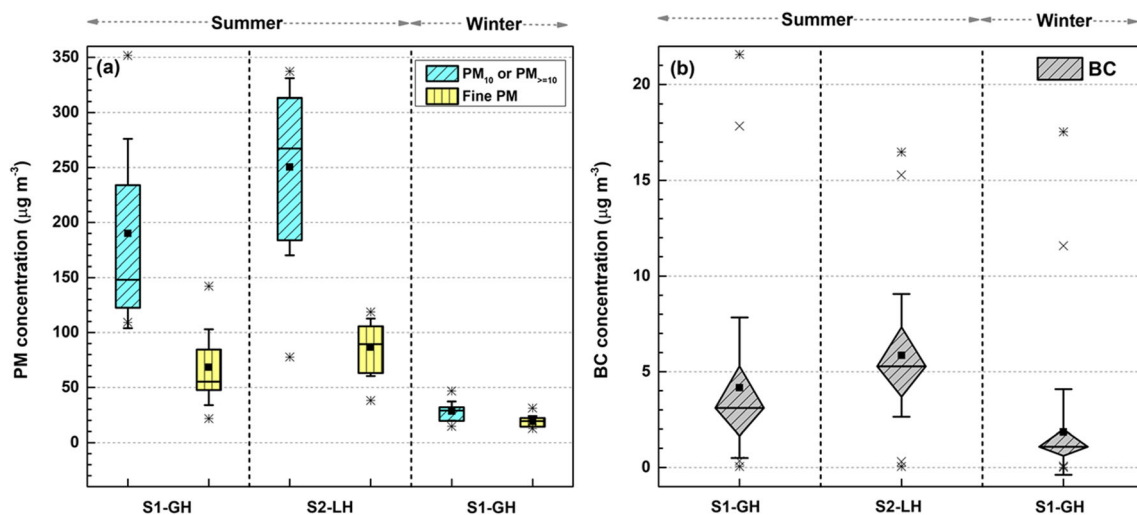 Summer Winter
(a)
PM10 or PM>=10
Fine PM
PM concentration (μg m-3)
350
300
250
200
150
100
50
0
S1-GH S2-LH S1-GH
Summer Winter
(b)
BC
BC concentration (μg m-3)
20
15
10
5
0
S1-GH S2-LH S1-GH